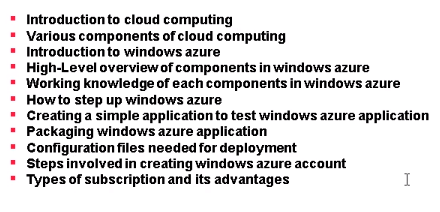 Introduction to cloud computing
Various components of cloud computing
Introduction to windows azure
High-Level overview of components in windows azure
Working knowledge of each components in windows azure
How to step up windows azure
Creating a simple application to test windows azure application
Packaging windows azure application
Configuration files needed for deployment
Steps involved in creating windows azure account
Types of subscription and its advantages